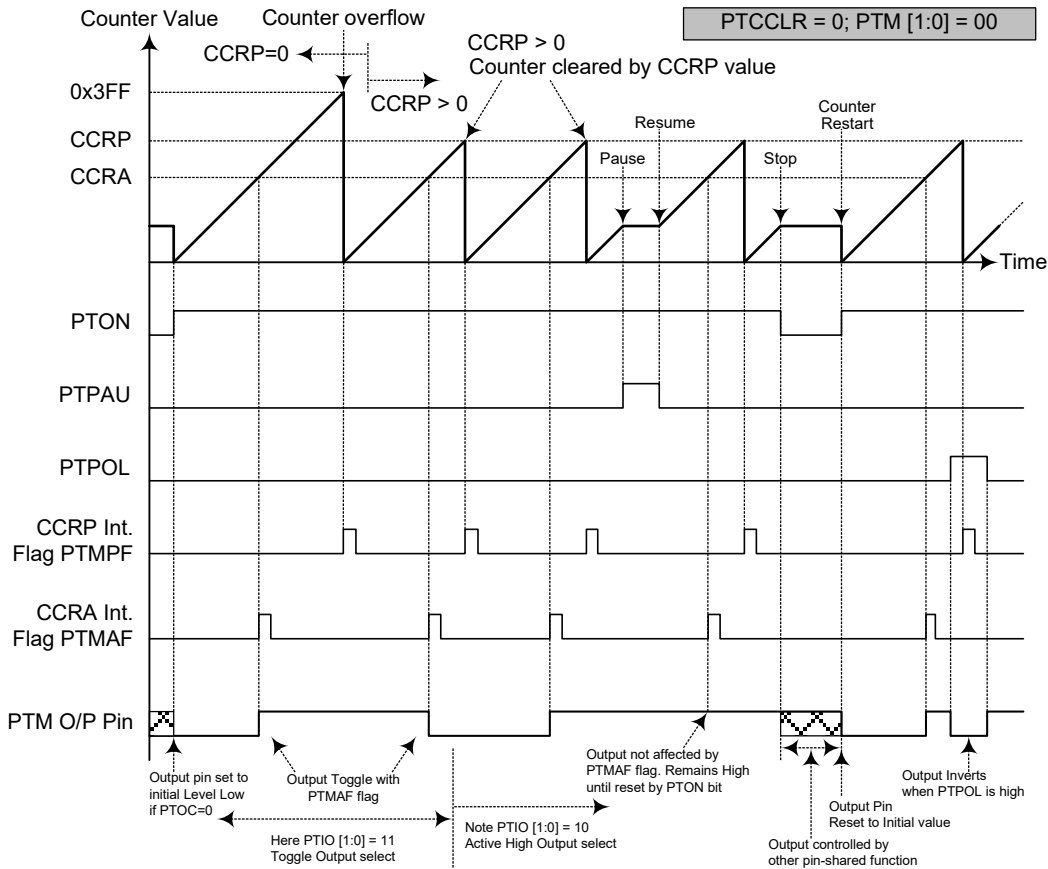 Counter Value
Counter overflow
PTCCLR = 0; PTM [1:0] = 00
CCRP=0
CCRP > 0
CCRP > 0
Counter cleared by CCRP value
0x3FF
CCRP
CCRA
Pause
Resume
Stop
Counter
Restart
Time
PTON
PTPAU
PTPOL
CCRP Int.
Flag PTMPF
CCRA Int.
Flag PTMAF
PTM O/P Pin
Output pin set to
initial Level Low
if PTOC=0
Output Toggle with
PTMAF flag
Here PTIO [1:0] = 11
Toggle Output select
Note PTIO [1:0] = 10
Active High Output select
Output not affected by
PTMAF flag. Remains High
until reset by PTON bit
Output controlled by
other pin-shared function
Output Pin
Reset to Initial value
Output Inverts
when PTPOL is high